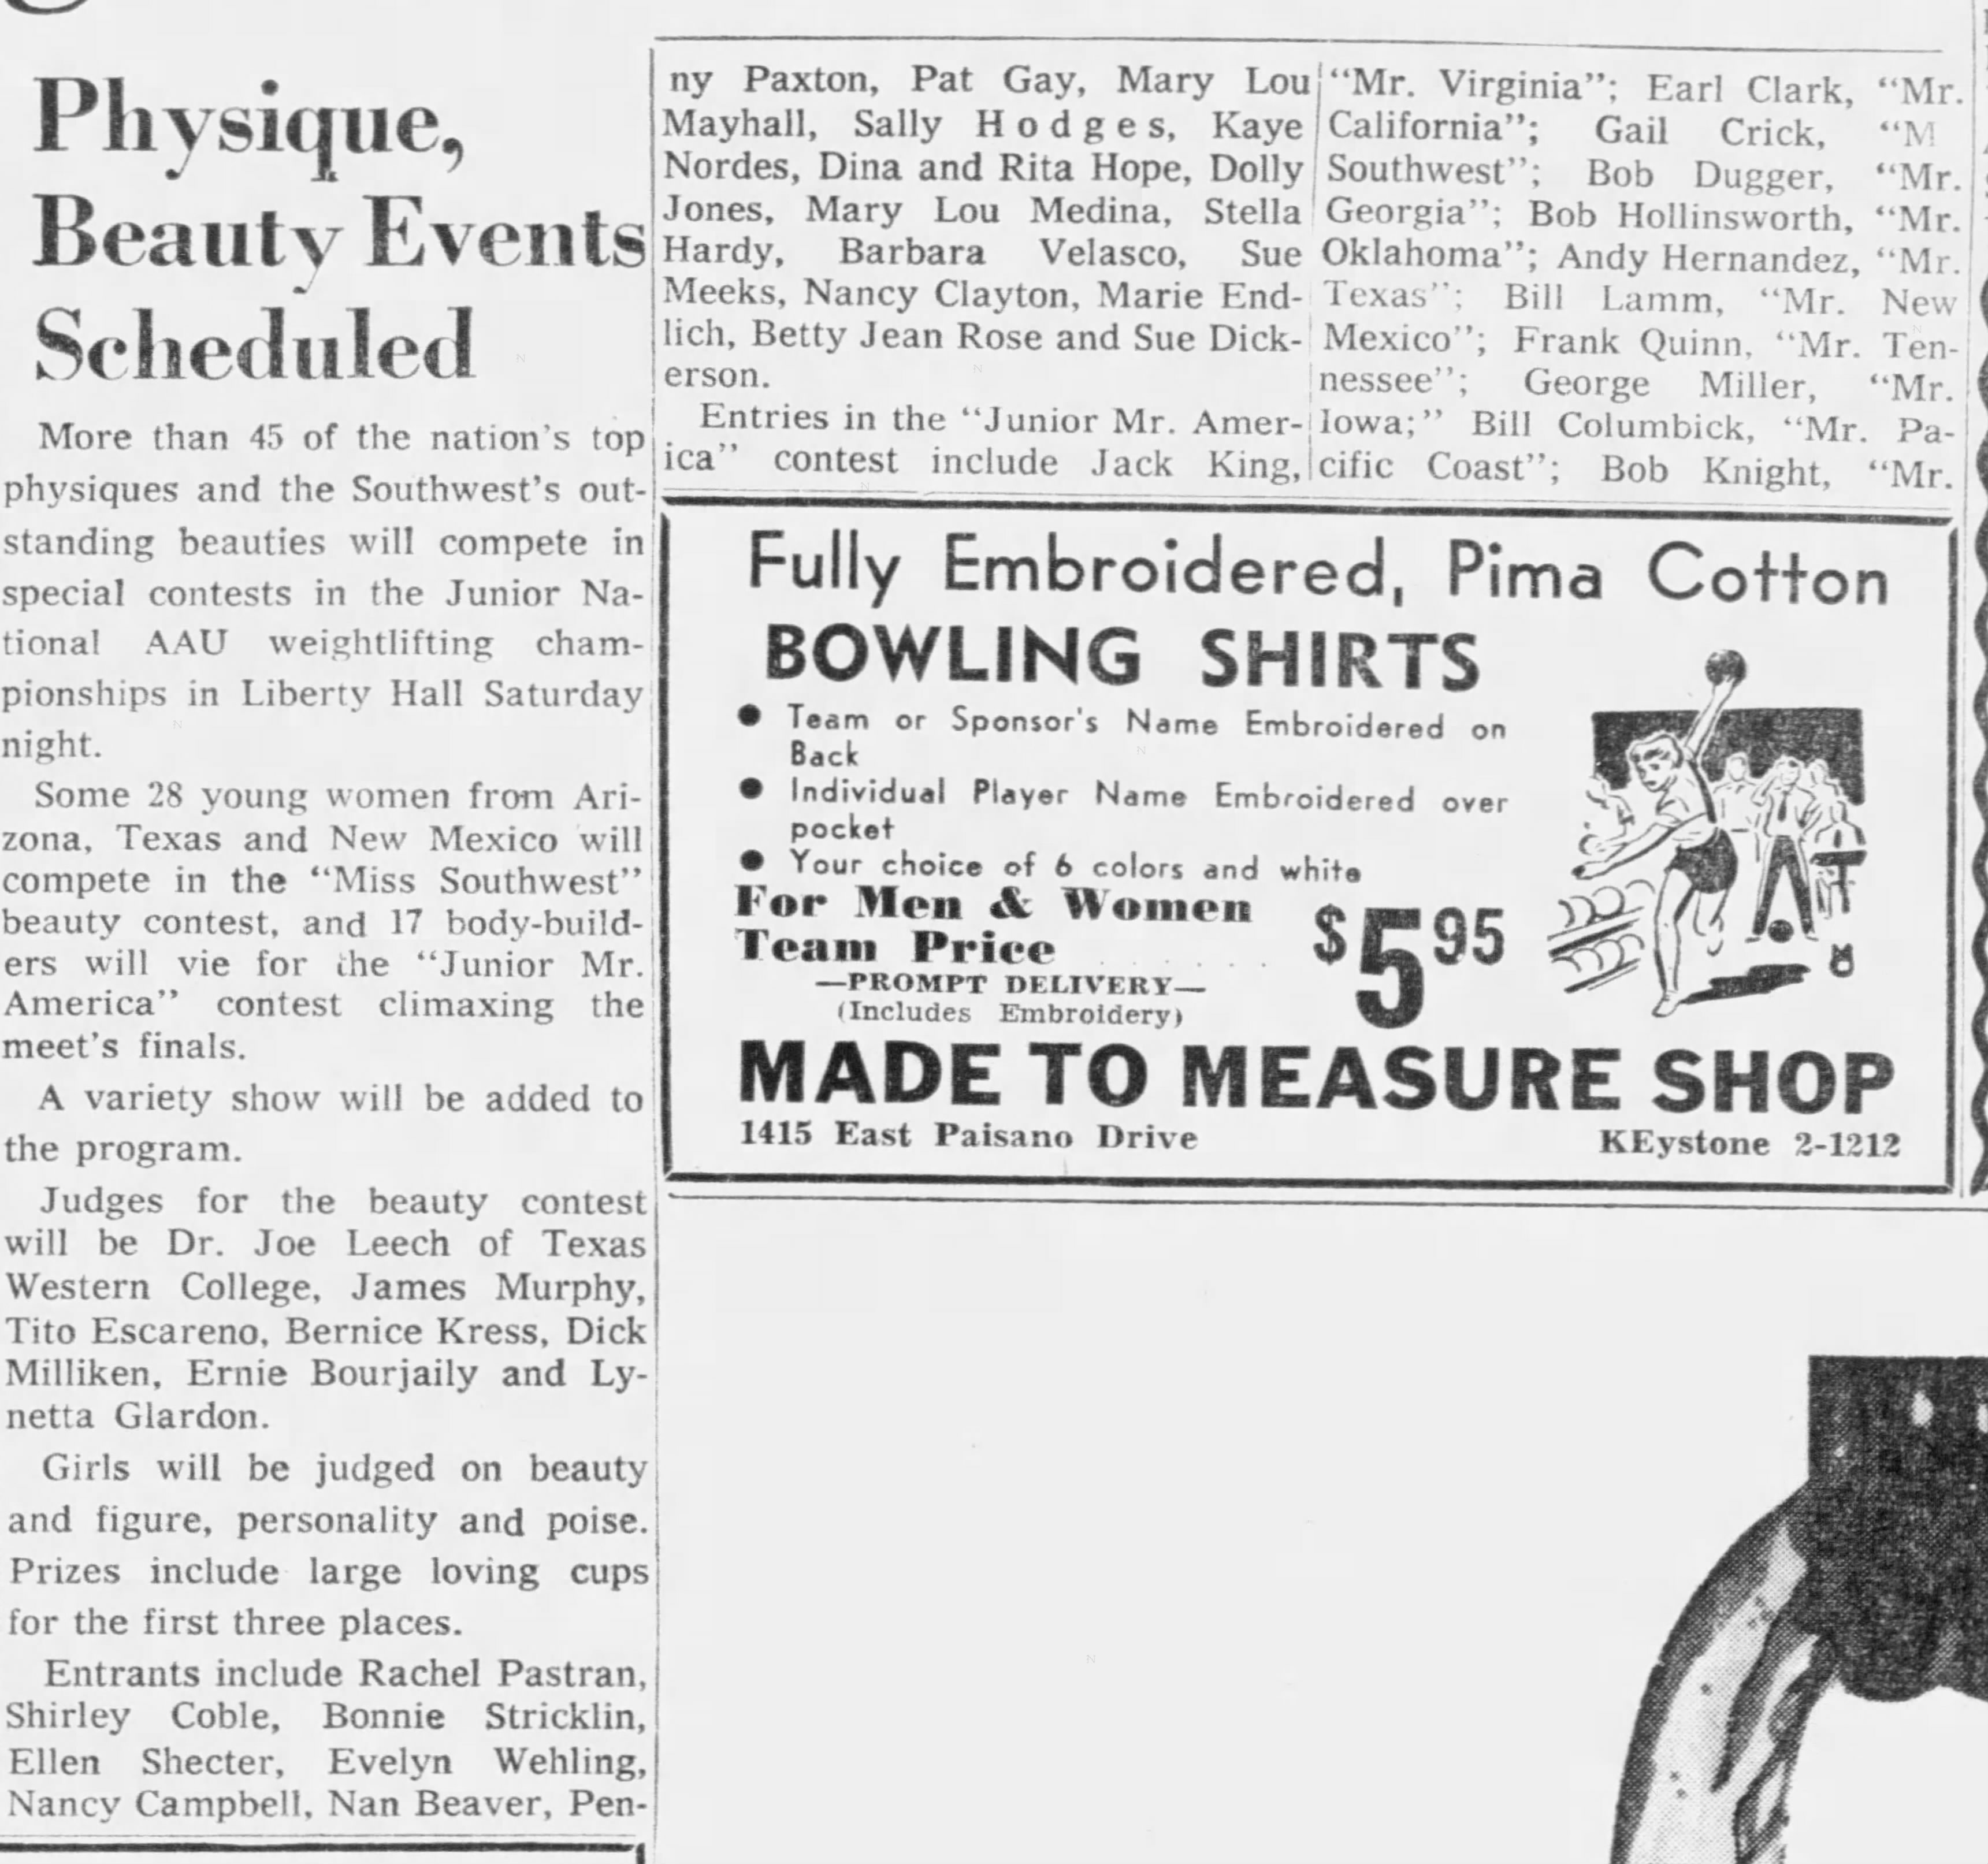 Physique,
Beauty Events
Scheduled
More than 45 of the nation's top
physiques and the Southwest's out-
standing beauties will compete in
special contests in the Junior Na-
tional AAU weightlifting cham-
pionships in Liberty Hall Saturday
night.
Some 28 young women from Ari-
zona, Texas and New Mexico will
compete in the "Miss Southwest"
beauty contest, and 17 body-build-
ers will vie for the "Junior Mr.
America" contest climaxing the
meet's finals.
A variety show will be added to
the program.
Judges for the beauty contest
will be Dr. Joe Leech of Texas
Western College, James Murphy,
Tito Escareno, Bernice Kress, Dick
Milliken, Ernie Bourjaily and Ly-
netta Glardon.
Girls will be judged on beauty
and figure, personality and poise.
Prizes include large loving cups
for the first three places.
Entrants include Rachel Pastran,
Shirley Coble, Bonnie Stricklin,
Ellen Shecter, Evelyn Wehling,
Nancy Campbell, Nan Beaver, Pen-
ny Paxton, Pat Gay, Mary Lou
Mayhall, Sally Hodges, Kaye
Nordes, Dina and Rita Hope, Dolly
Jones, Mary Lou Medina, Stella
Hardy, Barbara Velasco, Sue
Meeks, Nancy Clayton, Marie End-
lich, Betty Jean Rose and Sue Dick-
erson.
Entries in the "Junior Mr. Amer-
ica" contest include Jack King,
"Mr. Virginia"; Earl Clark, "Mr.
California"; Gail Crick, "M
Southwest"; Bob Dugger, "Mr.
Georgia"; Bob Hollinsworth, "Mr.
Oklahoma"; Andy Hernandez, "Mr.
Texas"; Bill Lamm, "Mr. New
Mexico"; Frank Quinn, "Mr. Ten-
nessee"; George Miller, "Mr.
Iowa;" Bill Columbick, "Mr. Pa-
cific Coast"; Bob Knight, "Mr.
Fully Embroidered, Pima Cotton
BOWLING SHIRTS
● Team or Sponsor's Name Embroidered on
Back
● Individual Player Name Embroidered over
pocket
● Your choice of 6 colors and white
For Men & Women
Team Price . . . . . . $5 95
—PROMPT DELIVERY—
(Includes Embroidery)
MADE TO MEASURE SHOP
1415 East Paisano Drive KEystone 2-1212